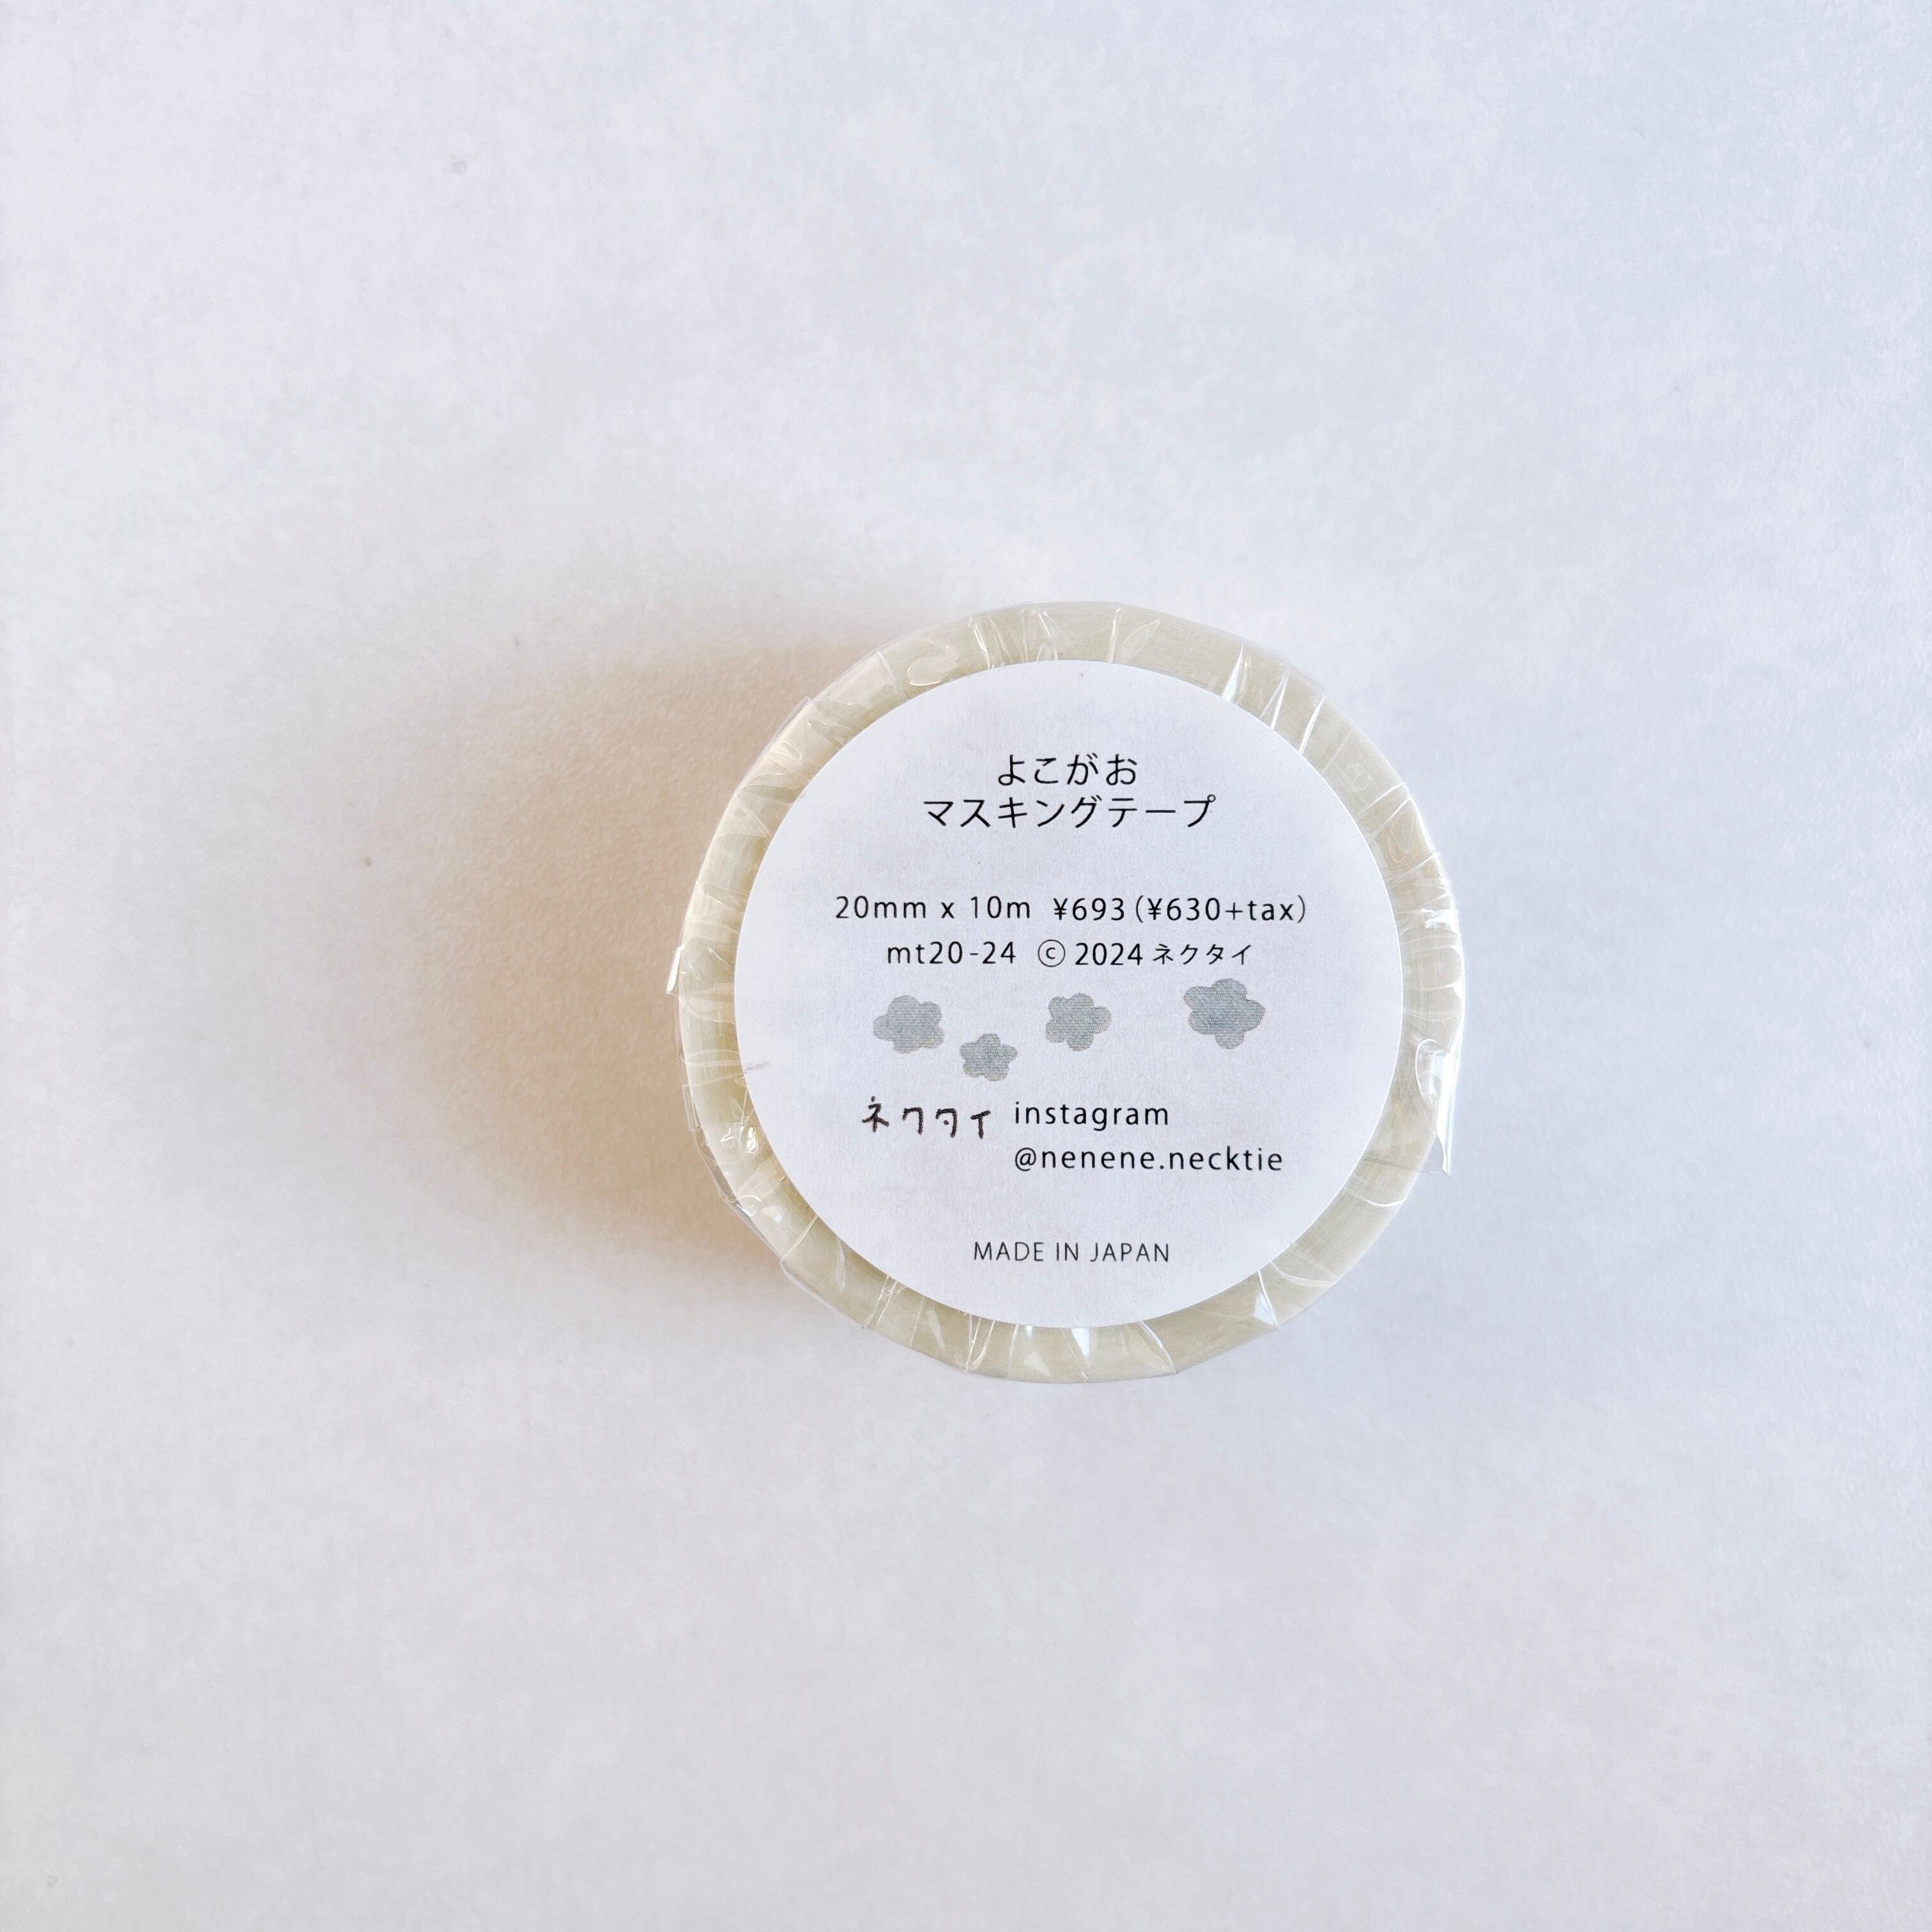 よこがお
マスキングテープ
20mm x 10m ¥693(¥630+tax)
mt20-24 ⓒ 2024 ネクタイ
ネクタイ instagram
@nenene.necktie
MADE IN JAPAN